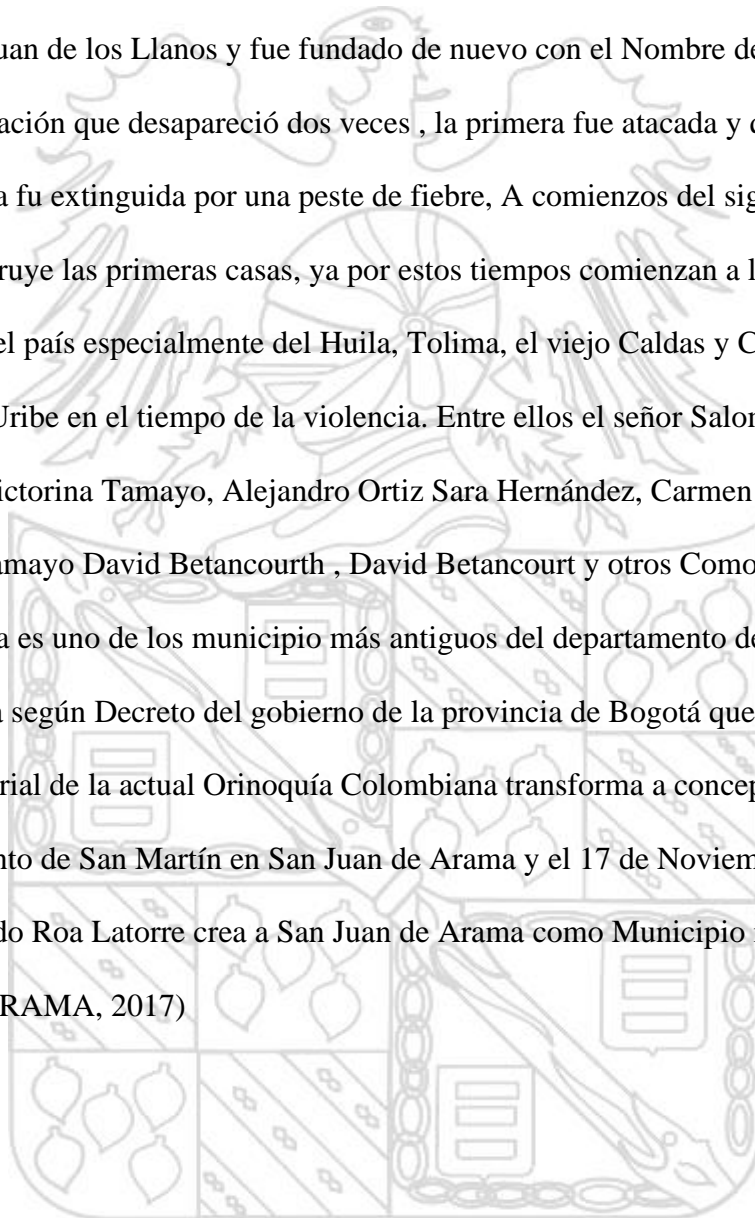 uan de los Llanos y fue fundado de nuevo con el Nombre de
ación que desapareció dos veces , la primera fue atacada y
a fu extinguida por una peste de fiebre, A comienzos del sig
ruye las primeras casas, ya por estos tiempos comienzan a l
el país especialmente del Huila, Tolima, el viejo Caldas y C
Uribe en el tiempo de la violencia. Entre ellos el señor Salo
ictorina Tamayo, Alejandro Ortiz Sara Hernández, Carmen
amayo David Betancourth , David Betancourt y otros Como
a es uno de los municipio más antiguos del departamento de
a según Decreto del gobierno de la provincia de Bogotá que
rial de la actual Orinoquía Colombiana transforma a concep
nto de San Martín en San Juan de Arama y el 17 de Noviem
do Roa Latorre crea a San Juan de Arama como Municipio
RAMA, 2017)